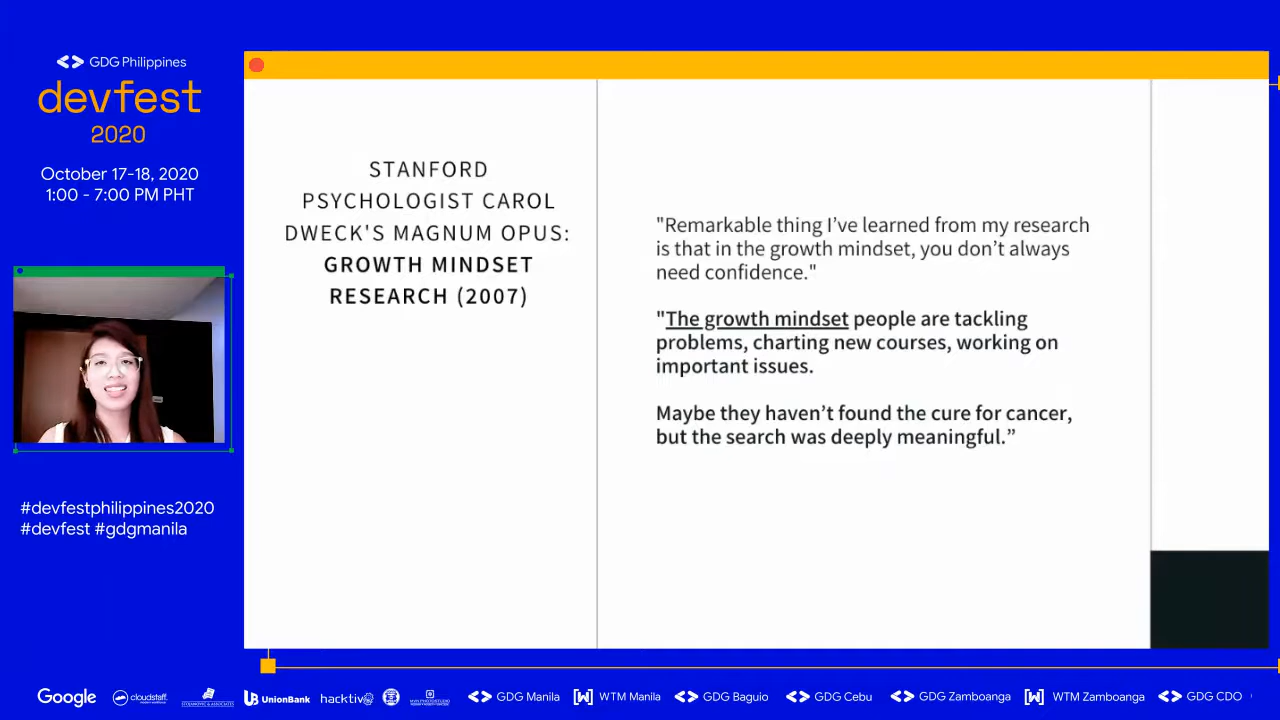 GDG Philippines
devfest
2020
October 17-18, 2020
1:00 - 7:00 PM PHT
#devfestphilippines2020
#devfest #gdgmanila
STANFORD
PSYCHOLOGIST CAROL
DWECK'S MAGNUM OPUS:
GROWTH MINDSET
RESEARCH (2007)
"Remarkable thing I’ve learned from my research
is that in the growth mindset, you don’t always
need confidence."
"The growth mindset people are tackling
problems, charting new courses, working on
important issues.
Maybe they haven’t found the cure for cancer,
but the search was deeply meaningful.”
Google cloudstaff UnionBank hacktiv GDG Manila WTM Manila GDG Baguio GDG Cebu GDG Zamboanga WTM Zamboanga GDG CDO